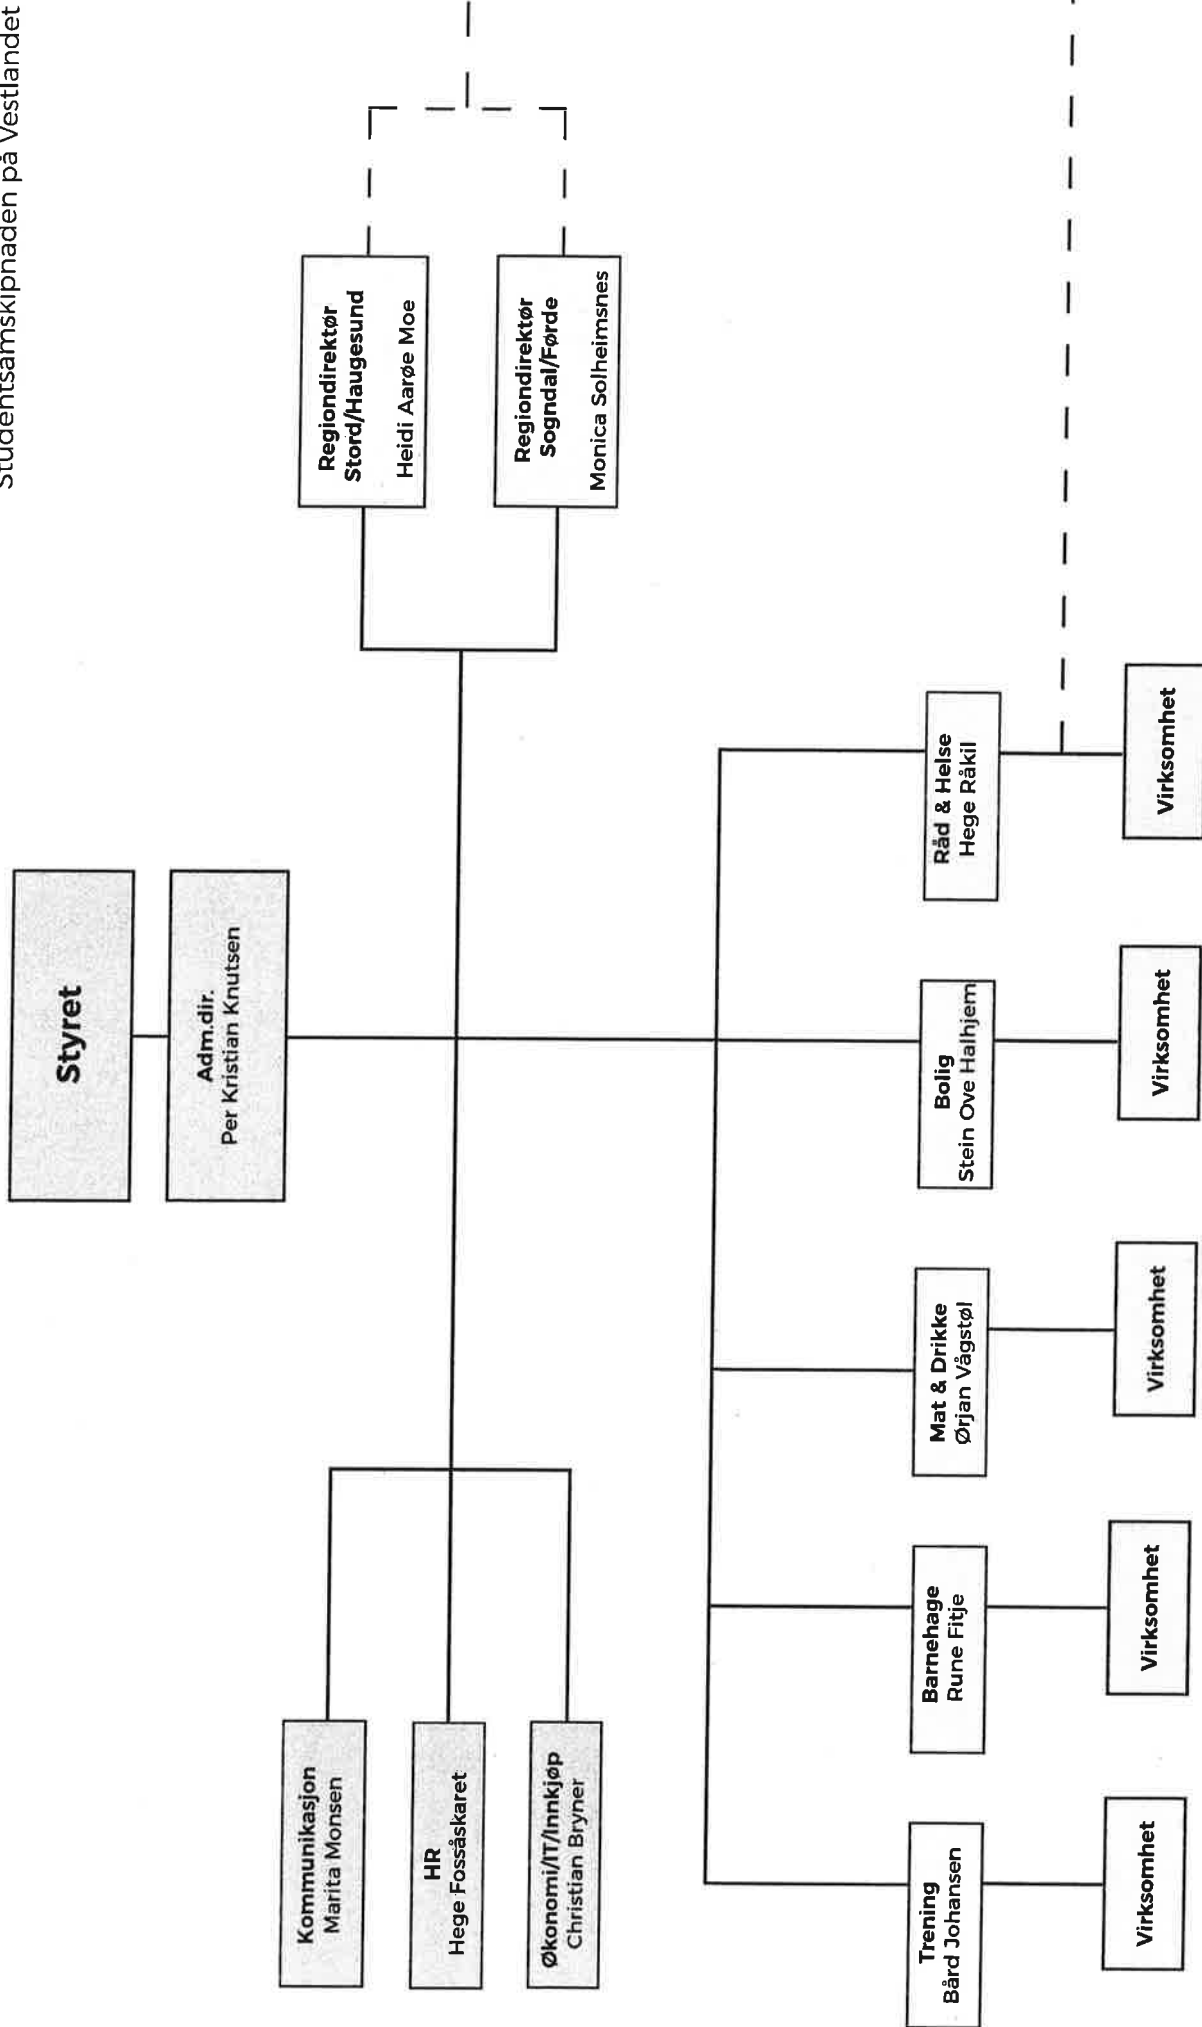 Studentsamskipnaden på Vestlandet
Styret
Adm.dir.
Per Kristian Knutsen
Kommunikasjon
Marita Monsen
HR
Hege Fossåskaret
Økonomi/IT/Innkjøp
Christian Bryner
Regiondirektør
Stord/Haugesund
Heidi Aarøe Moe
Regiondirektør
Sogndal/Førde
Monica Solheimsnes
Trening
Bård Johansen
Barnehage
Rune Fitje
Mat & Drikke
Ørjan Vågstøl
Bolig
Stein Ove Halhjem
Råd & Helse
Hege Råkil
Virksomhet
Virksomhet
Virksomhet
Virksomhet
Virksomhet